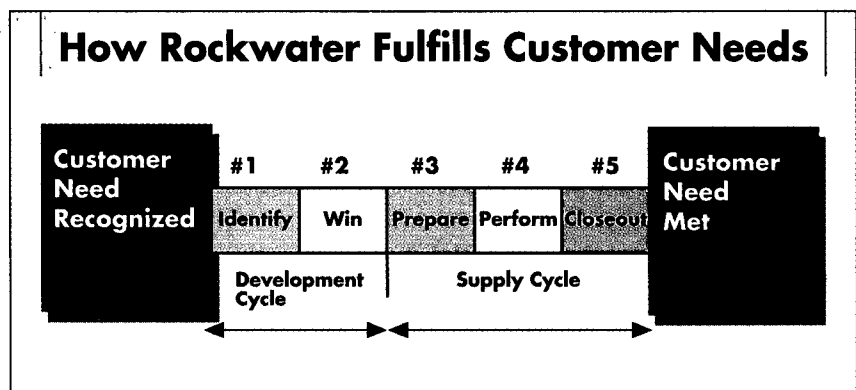 How Rockwater Fulfills Customer Needs
Customer
Need
Recognized
#1 #2 #3 #4 #5
Identify Win Prepare Perform Closeout
Development
Cycle
Supply Cycle
Customer
Need
Met